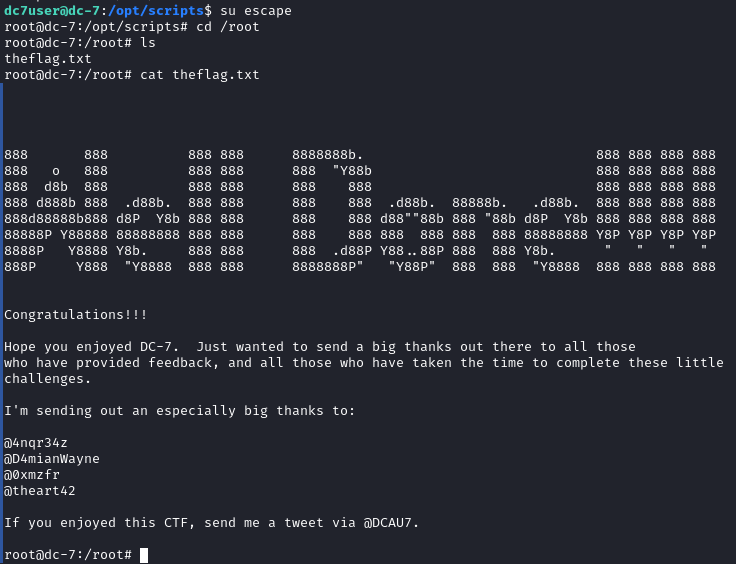 dc7user@dc-7:/opt/scripts$ su escape
root@dc-7:/opt/scripts# cd /root
root@dc-7:/root# ls
theflag.txt
root@dc-7:/root# cat theflag.txt
888       888          888 888      8888888b.                             888 888 888 888
888   o   888          888 888      888  "Y88b                            888 888 888 888
888  d8b  888          888 888      888    888                            888 888 888 888
888 d888b 888  .d88b.  888 888      888    888  .d88b.  88888b.   .d88b.  888 888 888 888
888d88888b888 d8P  Y8b 888 888      888    888 d88""88b 888 "88b d8P  Y8b 888 888 888 888
88888P Y88888 88888888 888 888      888    888 888  888 888  888 88888888 Y8P Y8P Y8P Y8P
8888P   Y8888 Y8b.     888 888      888  .d88P Y88..88P 888  888 Y8b.      "   "   "   "
888P     Y888  "Y8888  888 888      8888888P"   "Y88P"  888  888  "Y8888  888 888 888 888
Congratulations!!!
Hope you enjoyed DC-7.  Just wanted to send a big thanks out there to all those
who have provided feedback, and all those who have taken the time to complete these little
challenges.
I'm sending out an especially big thanks to:
@4nqr34z
@D4mianWayne
@0xmzfr
@theart42
If you enjoyed this CTF, send me a tweet via @DCAU7.
root@dc-7:/root#